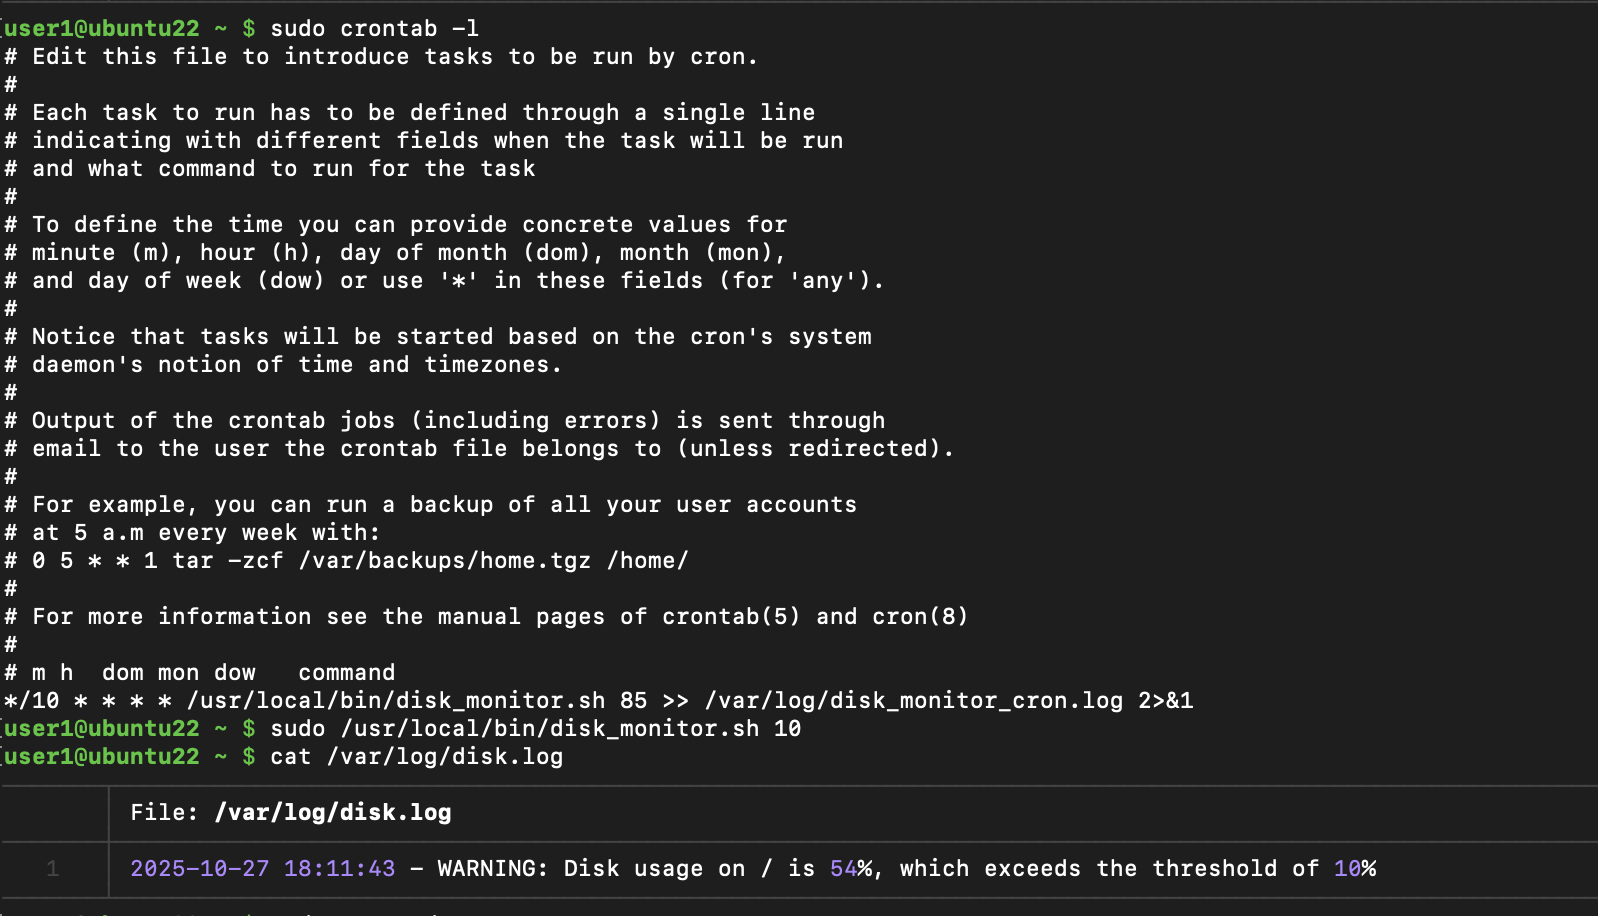 user1@ubuntu22 ~ $ sudo crontab -l
# Edit this file to introduce tasks to be run by cron.
#
# Each task to run has to be defined through a single line
# indicating with different fields when the task will be run
# and what command to run for the task
#
# To define the time you can provide concrete values for
# minute (m), hour (h), day of month (dom), month (mon),
# and day of week (dow) or use '*' in these fields (for 'any').
#
# Notice that tasks will be started based on the cron's system
# daemon's notion of time and timezones.
#
# Output of the crontab jobs (including errors) is sent through
# email to the user the crontab file belongs to (unless redirected).
#
# For example, you can run a backup of all your user accounts
# at 5 a.m every week with:
# 0 5 * * 1 tar -zcf /var/backups/home.tgz /home/
#
# For more information see the manual pages of crontab(5) and cron(8)
#
# m h  dom mon dow   command
*/10 * * * * /usr/local/bin/disk_monitor.sh 85 >> /var/log/disk_monitor_cron.log 2>&1
user1@ubuntu22 ~ $ sudo /usr/local/bin/disk_monitor.sh 10
user1@ubuntu22 ~ $ cat /var/log/disk.log
File: /var/log/disk.log
1 2025-10-27 18:11:43 - WARNING: Disk usage on / is 54%, which exceeds the threshold of 10%